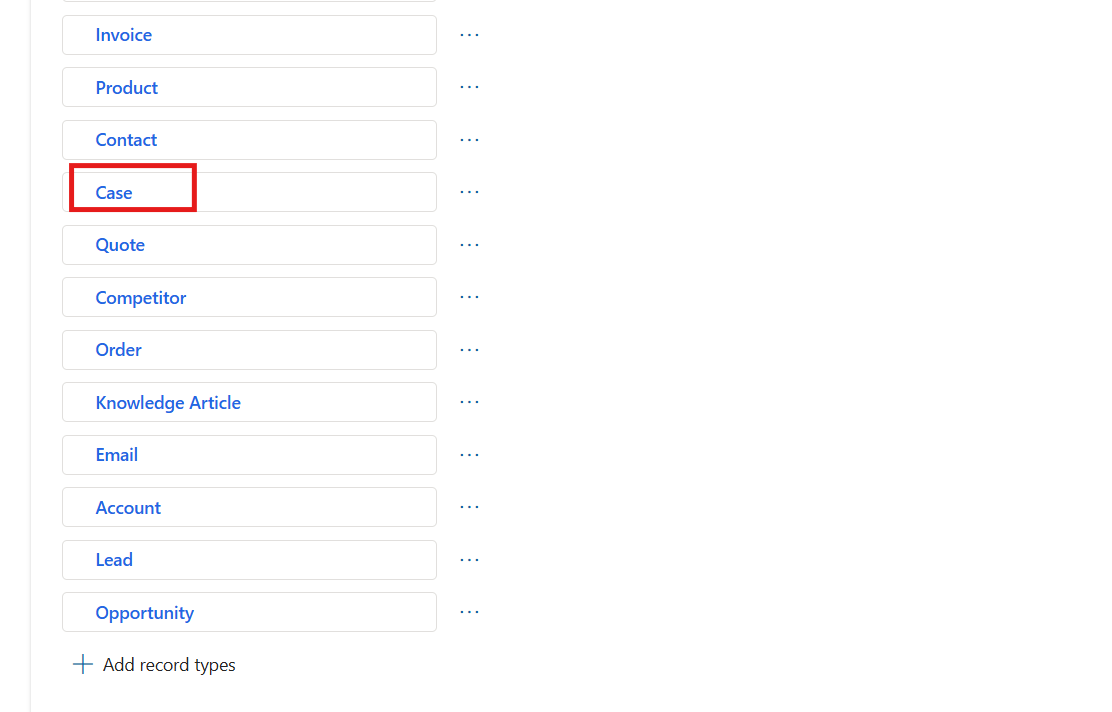 Invoice ...
Product ...
Contact ...
Case ...
Quote ...
Competitor ...
Order ...
Knowledge Article ...
Email ...
Account ...
Lead ...
Opportunity ...
Add record types